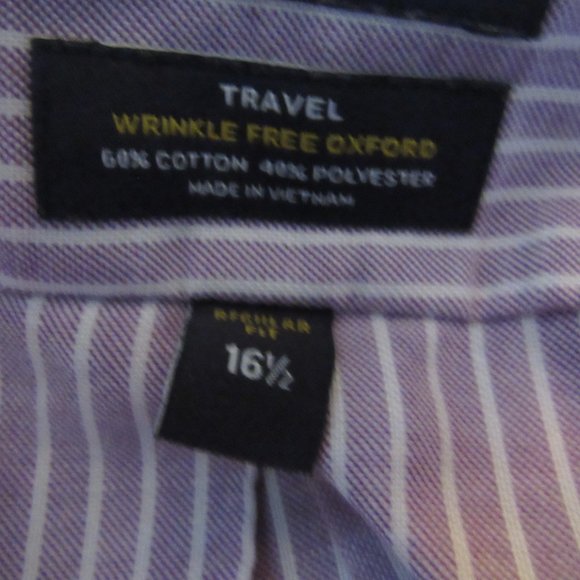 TRAVEL
WRINKLE FREE OXFORD
60% COTTON 40% POLYESTER
MADE IN VIETNAM
REGULAR
FIT
16½